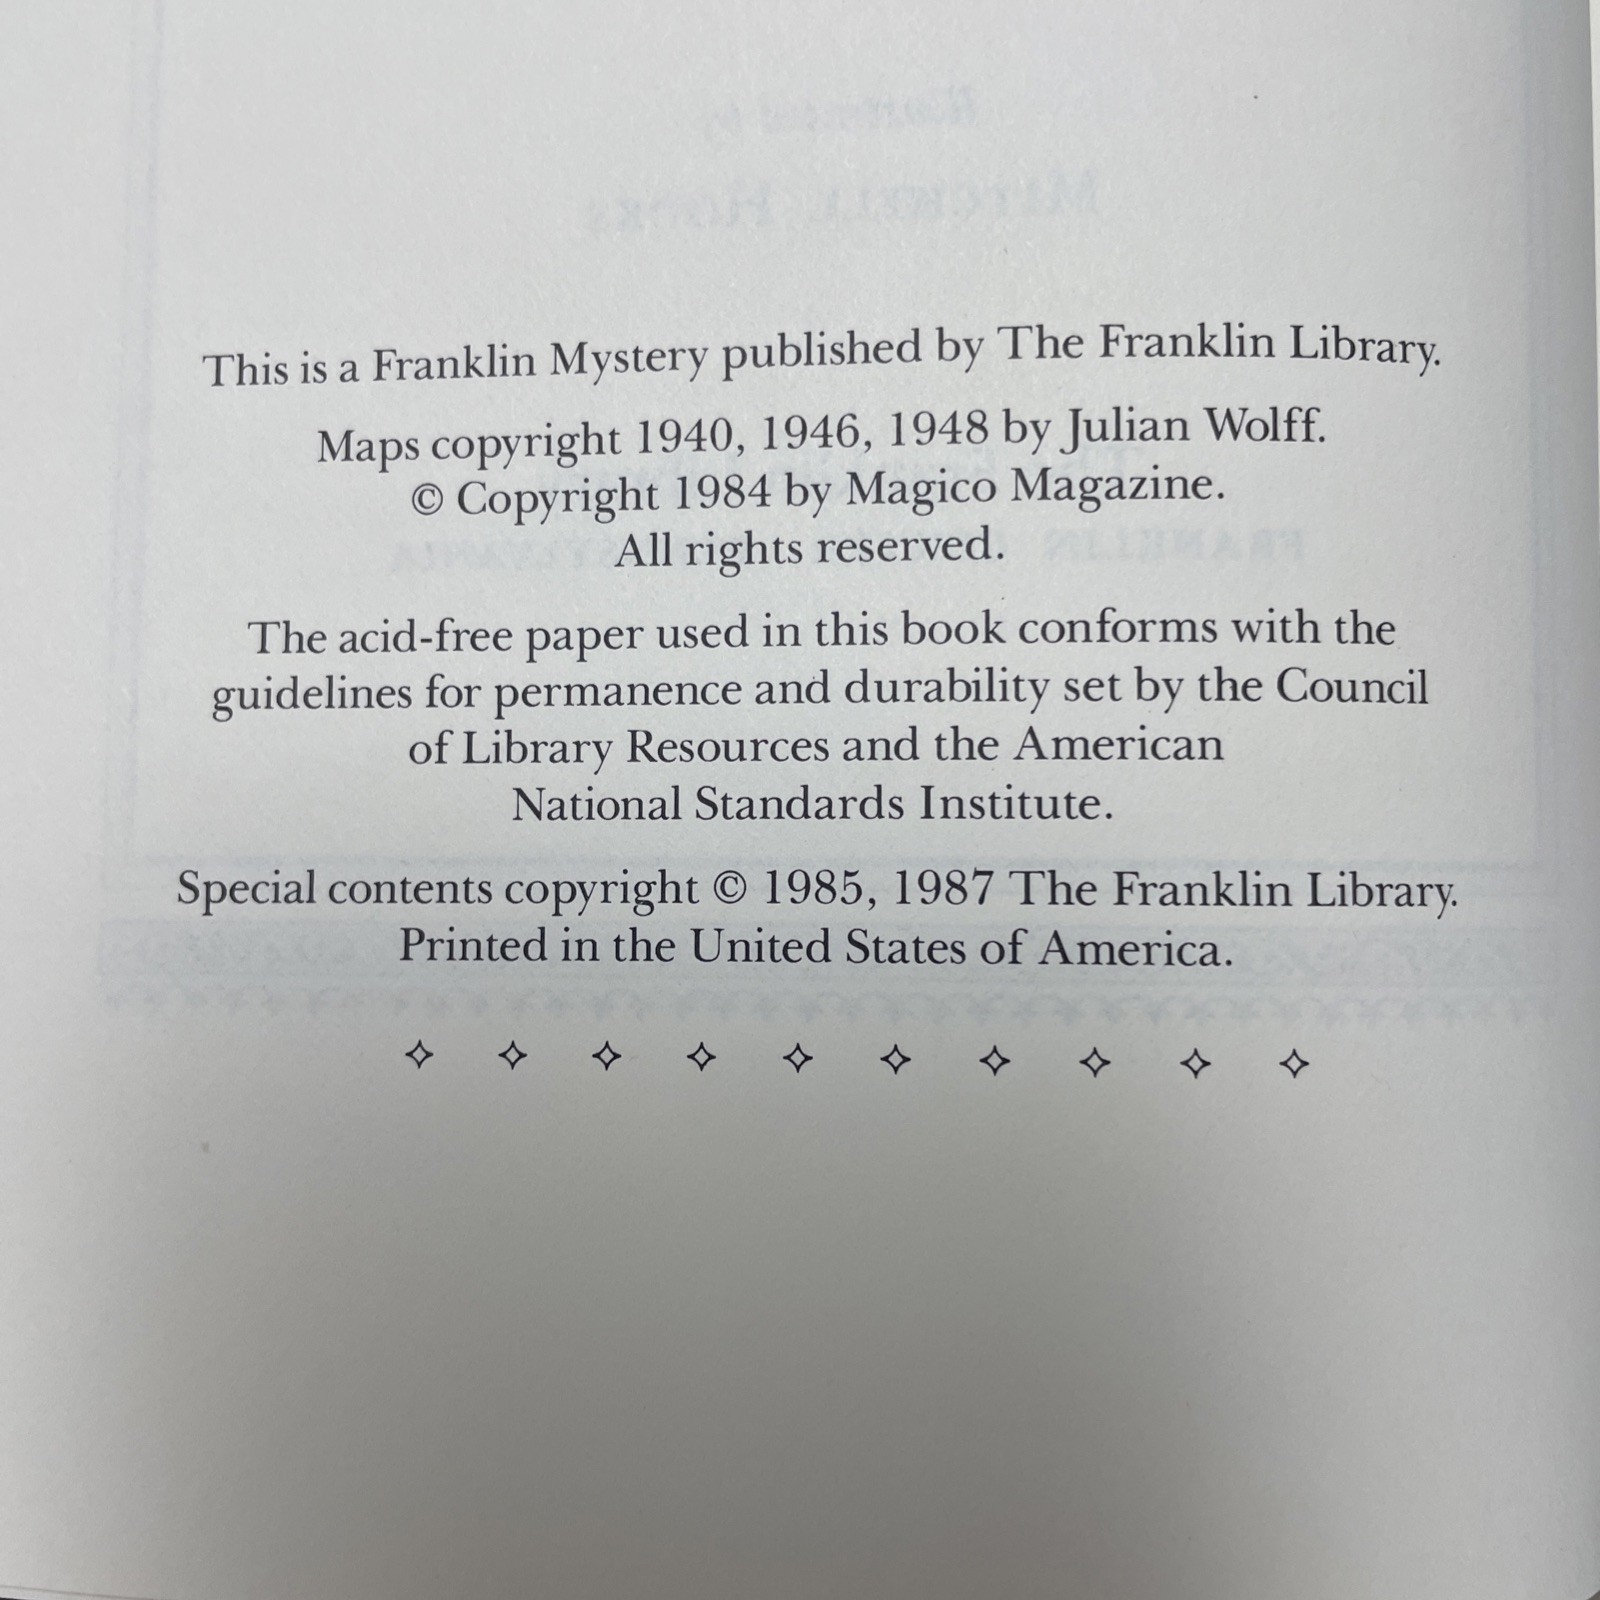 This is a Franklin Mystery published by The Franklin Library.
Maps copyright 1940, 1946, 1948 by Julian Wolff.
© Copyright 1984 by Magico Magazine.
All rights reserved.
The acid-free paper used in this book conforms with the
guidelines for permanence and durability set by the Council
of Library Resources and the American
National Standards Institute.
Special contents copyright © 1985, 1987 The Franklin Library.
Printed in the United States of America.